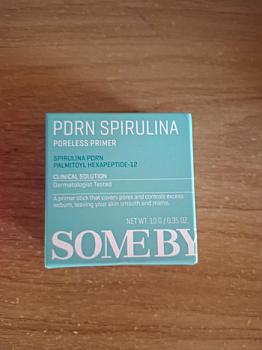 PDRN SPIRULINA
PORELESS PRIMER
SPIRULINA PDRN
PALMITOYL HEXAPEPTIDE-12
CLINICAL SOLUTION
Dermatologist Tested
A primer stick that covers pores and controls excess
sebum, leaving your skin smooth and matte.
NET WT. 10 G / 0.35 OZ.
SOME BY